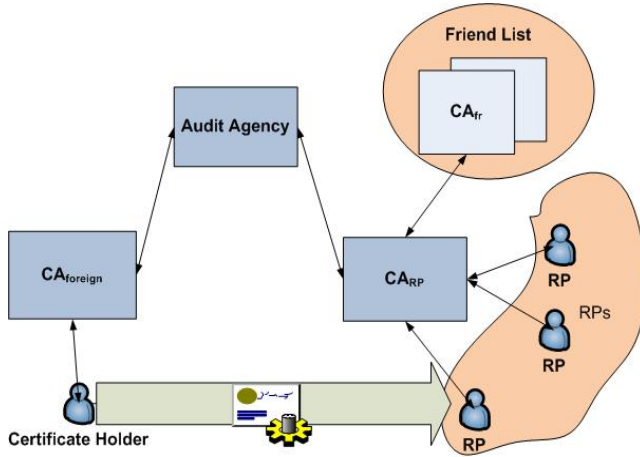 Friend List
CAfr
Audit Agency
CAforeign
CARP
RP
RPs
RP
RP
Certificate Holder